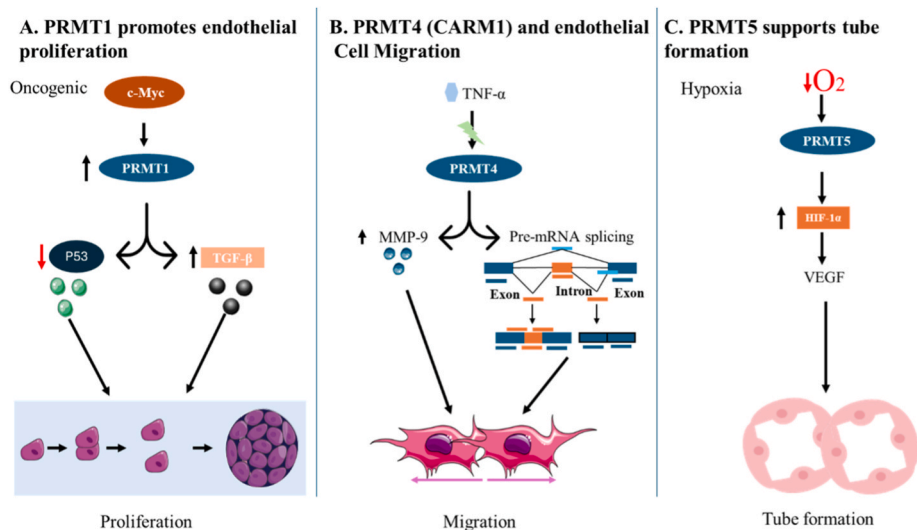 A. PRMT1 promotes endothelial
proliferation
Oncogenic
c-Myc
PRMT1
P53
TGF-β
Proliferation
B. PRMT4 (CARM1) and endothelial
Cell Migration
TNF-α
PRMT4
MMP-9
Pre-mRNA splicing
Exon
Intron
Exon
Migration
C. PRMT5 supports tube
formation
Hypoxia
O2
PRMT5
HIF-1α
VEGF
Tube formation